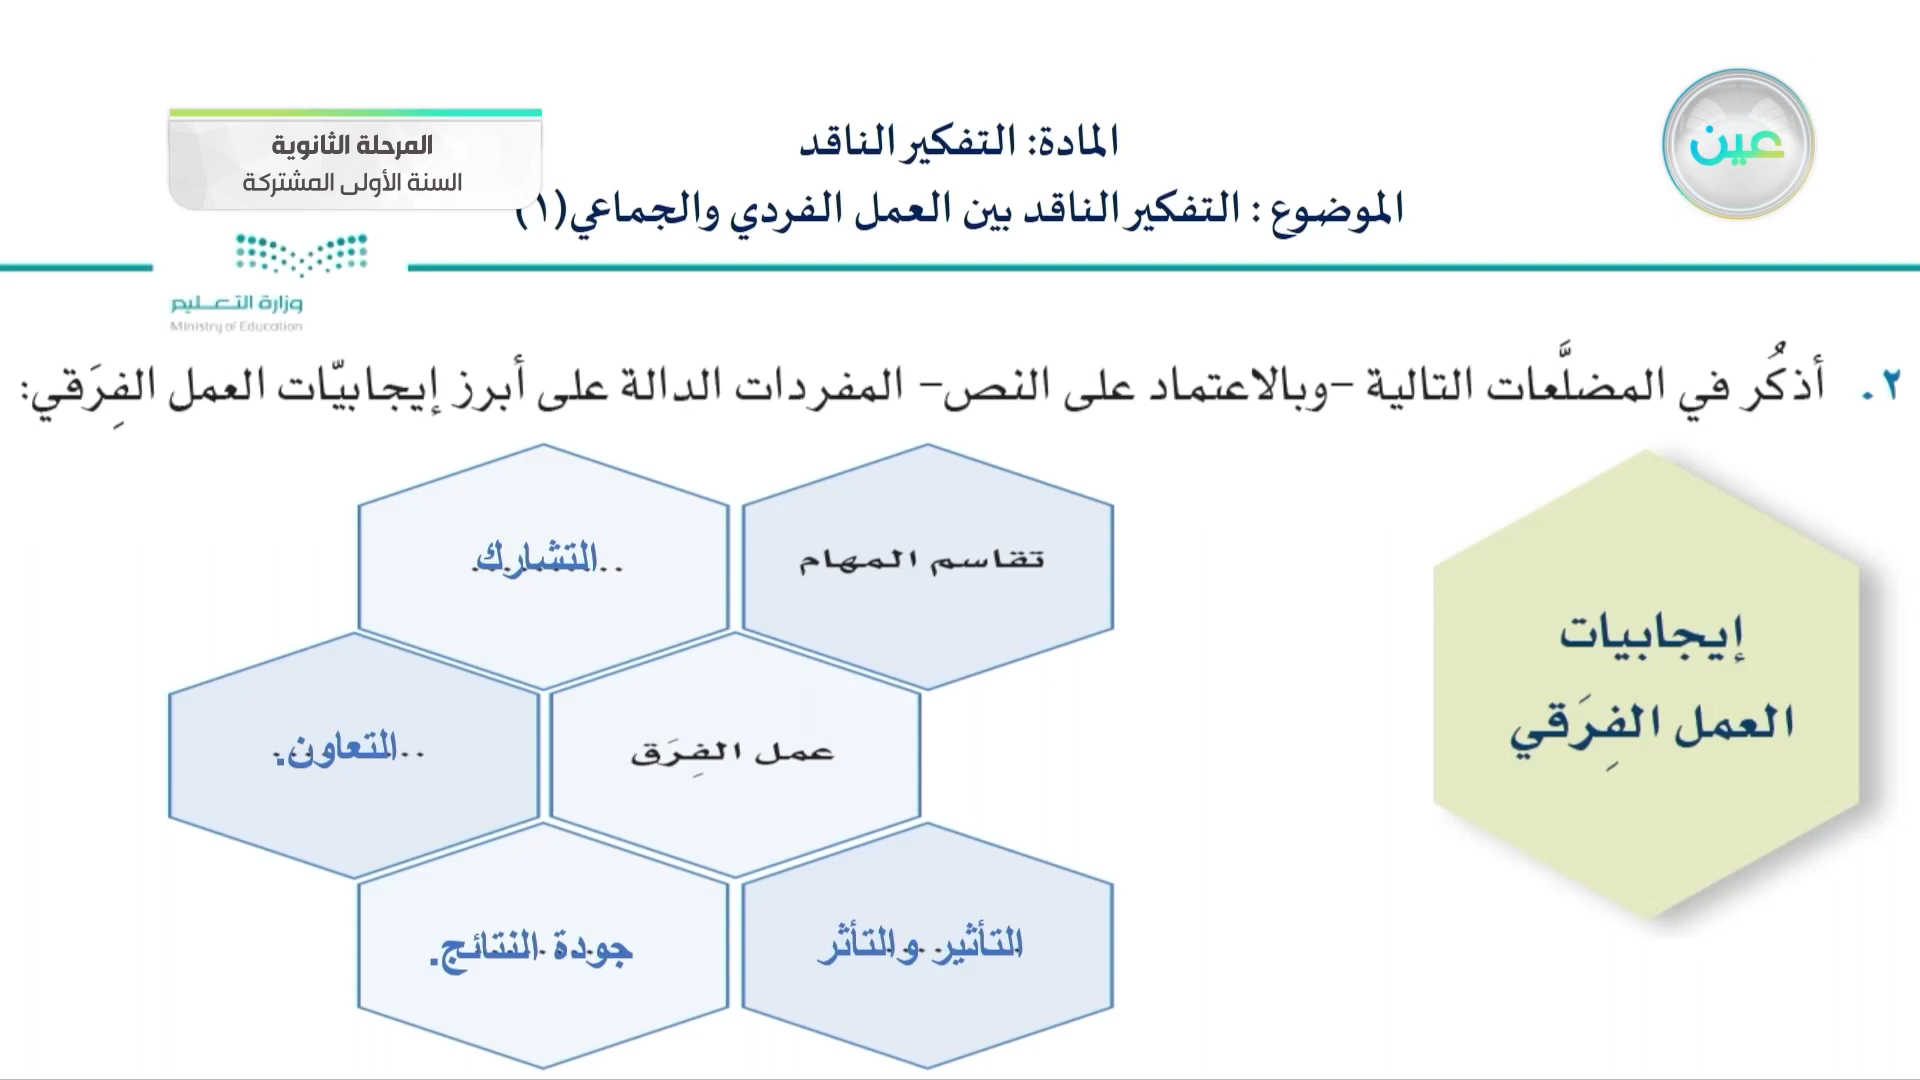 عين
المادة: التفكير الناقد
الموضوع : التفكير الناقد بين العمل الفردي والجماعي(١)
المرحلة الثانوية
السنة الأولى المشتركة
وزارة التعليم
Ministry of Education
٢. أذكُر في المضلَّعات التالية -وبالاعتماد على النص- المفردات الدالة على أبرز إيجابيّات العمل الفِرَقي:
إيجابيات
العمل الفِرَقي
تقاسم المهام
التشارك
عمل الفِرَق
التعاون
التأثير والتأثر
جودة النتائج